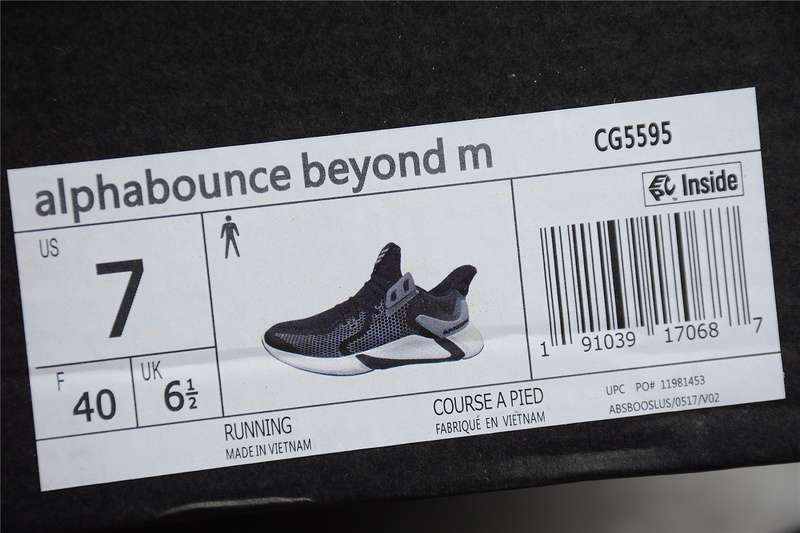 alphabounce beyond m
CG5595
EPC™ Inside
US
7
F
40
UK
6½
1 91039 17068 7
RUNNING
MADE IN VIETNAM
COURSE A PIED
FABRIQUÉ EN VIETNAM
UPC PO# 11981453
ABSBOOSLUS/0517/V02